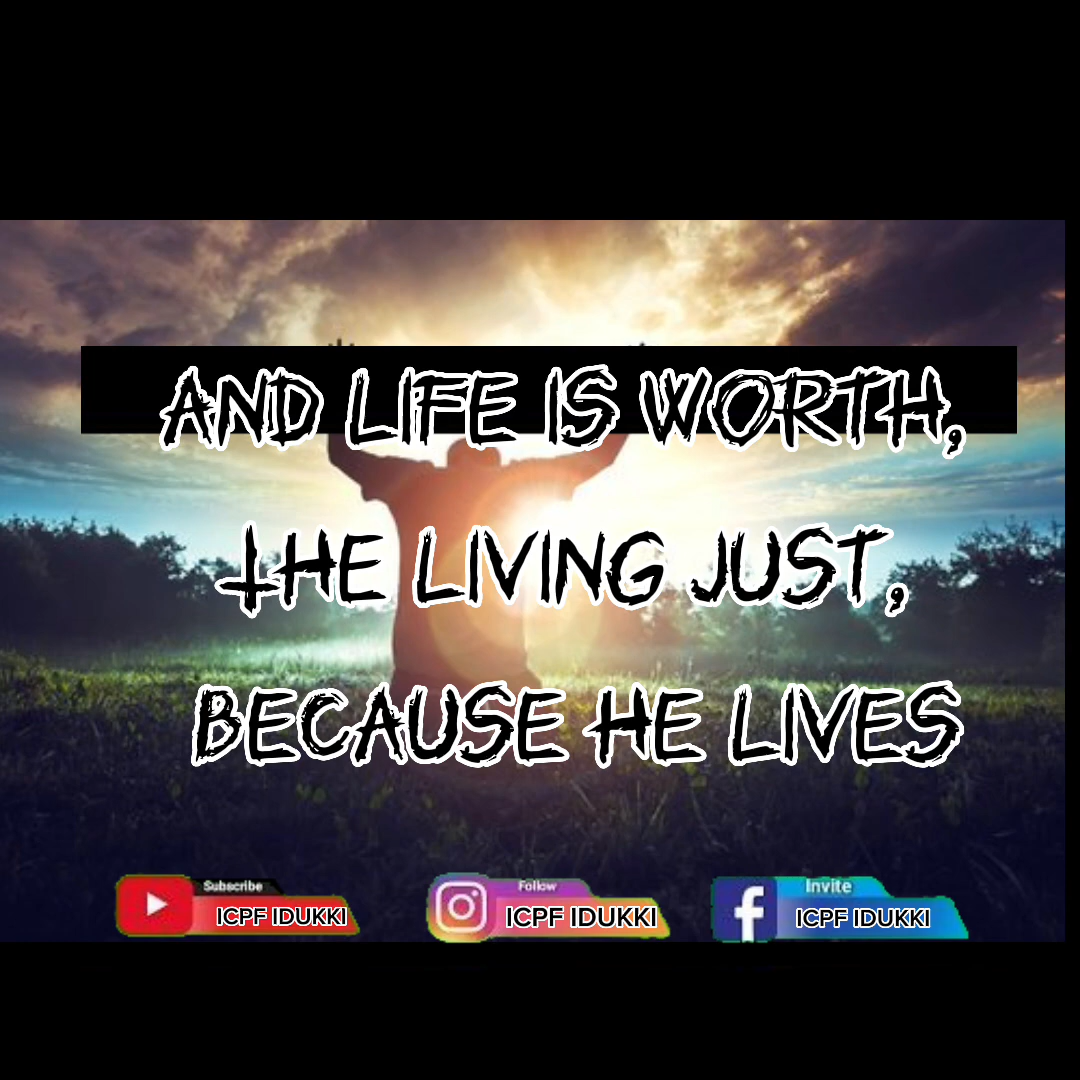 AND LIFE IS WORTH,
THE LIVING JUST,
BECAUSE HE LIVES
Subscribe
ICPF IDUKKI
Follow
ICPF IDUKKI
Invite
ICPF IDUKKI